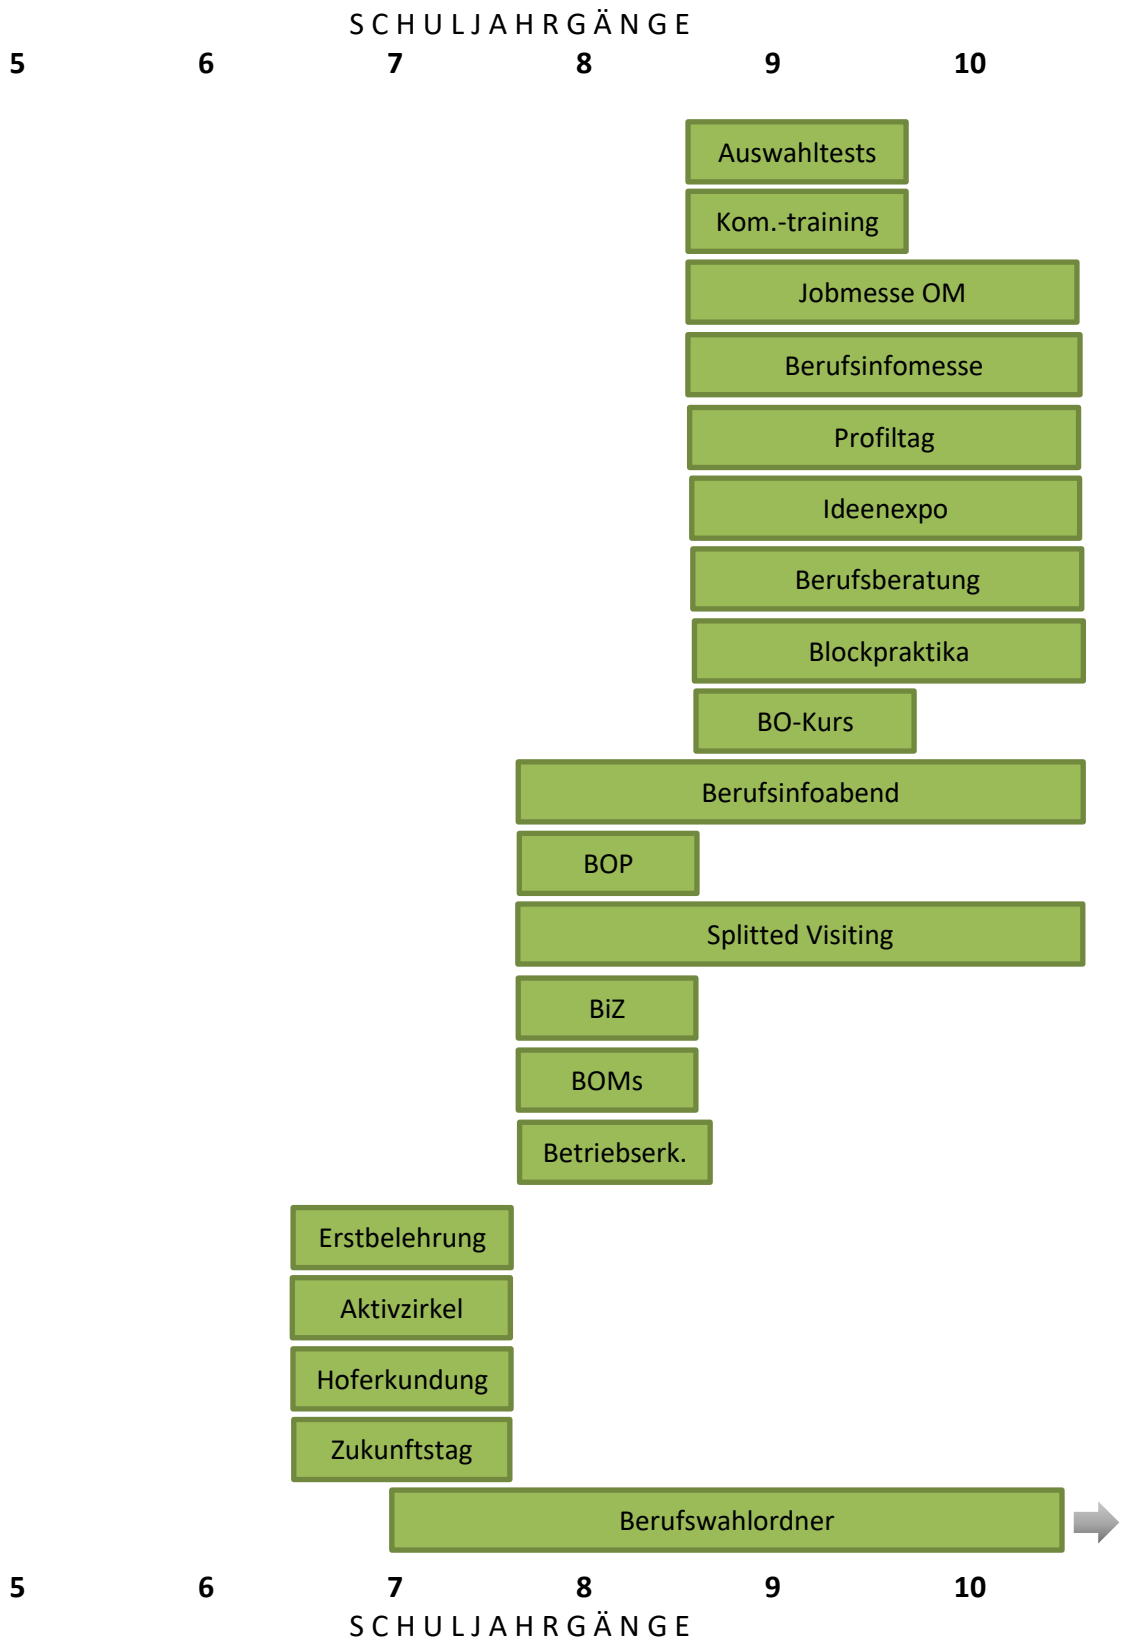 SCHULJAHRGÄNGE
5 6 7 8 9 10
Auswahltests
Kom.-training
Jobmesse OM
Berufsinfomesse
Profiltag
Ideenexpo
Berufsberatung
Blockpraktika
BO-Kurs
Berufsinfoabend
BOP
Splitted Visiting
BiZ
BOMs
Betriebserk.
Erstbelehrung
Aktivzirkel
Hoferkundung
Zukunftstag
Berufswahlordner
5 6 7 8 9 10
SCHULJAHRGÄNGE